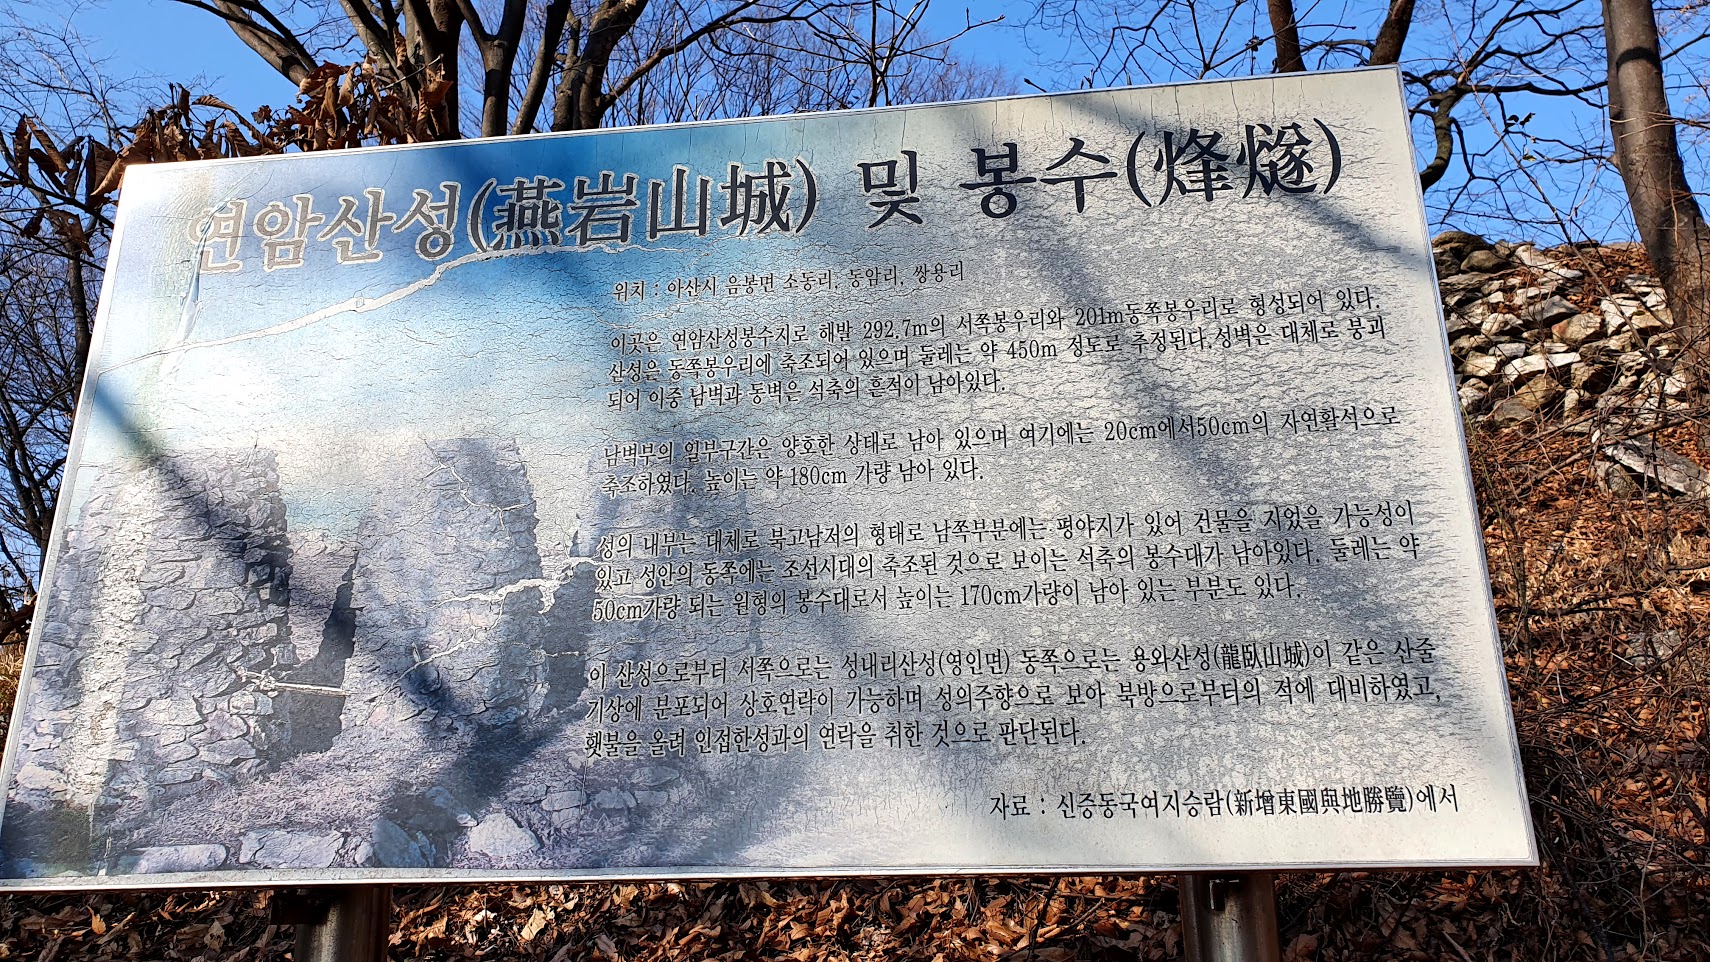 연암산성(燕岩山城) 및 봉수(烽燧)
위치 : 아산시 음봉면 소동리, 동암리, 쌍용리
이곳은 연암산성봉수지로 해발 292.7m의 서쪽봉우리와 201m동쪽봉우리로 형성되어 있다.
산성은 동쪽봉우리에 축조되어 있으며 둘레는 약 450m 정도로 추정된다.성벽은 대체로 붕괴
되어 이중 남벽과 동벽은 석축의 흔적이 남아있다.
남벽부의 일부구간은 양호한 상태로 남아 있으며 여기에는 20cm에서50cm의 자연활석으로
축조하였다. 높이는 약 180cm 가량 남아 있다.
성의 내부는 대체로 북고남저의 형태로 남쪽부분에는 평야지가 있어 건물을 지었을 가능성이
있고 성안의 동쪽에는 조선시대의 축조된 것으로 보이는 석축의 봉수대가 남아있다. 둘레는 약
50cm가량 되는 원형의 봉수대로서 높이는 170cm가량이 남아 있는 부분도 있다.
이 산성으로부터 서쪽으로는 성내리산성(영인면) 동쪽으로는 용와산성(龍臥山城)이 같은 산줄
기상에 분포되어 상호연락이 가능하며 성의주향으로 보아 북방으로부터의 적에 대비하였고,
횃불을 올려 인접한성과의 연락을 취한 것으로 판단된다.
자료 : 신증동국여지승람(新增東國與地勝覽)에서